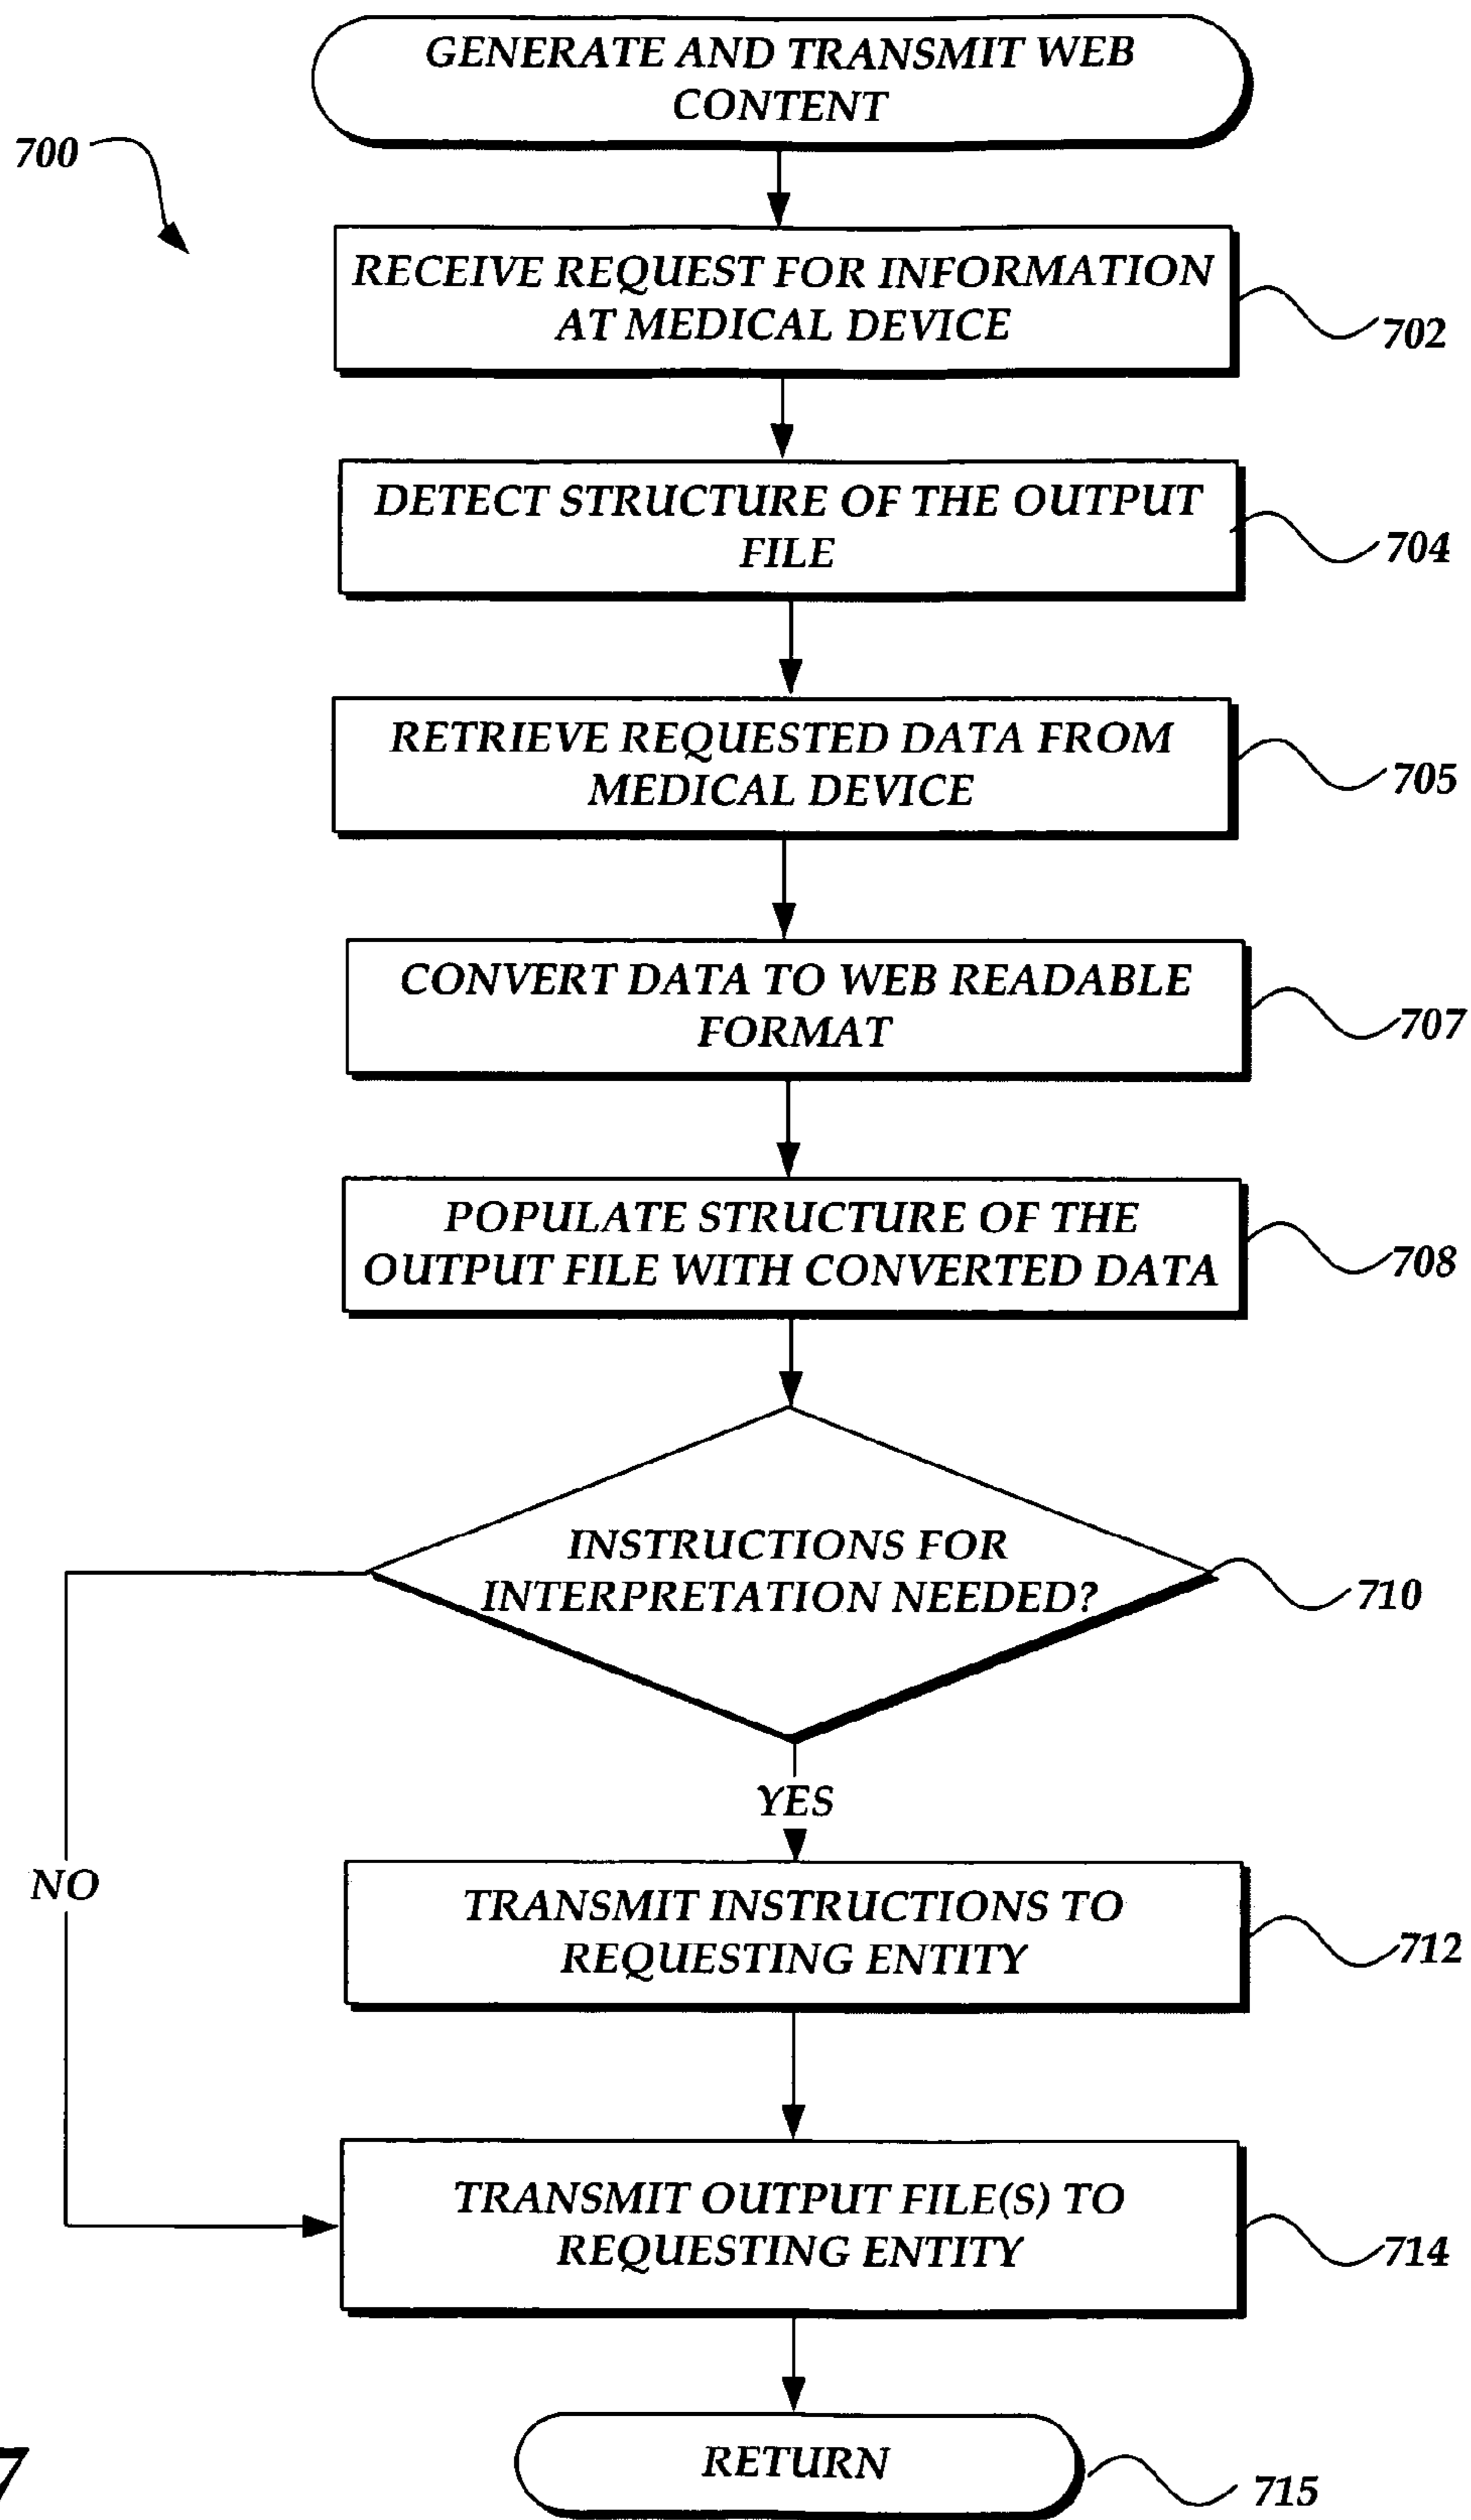 GENERATE AND TRANSMIT WEB
CONTENT
700
RECEIVE REQUEST FOR INFORMATION
AT MEDICAL DEVICE
702
DETECT STRUCTURE OF THE OUTPUT
FILE
704
RETRIEVE REQUESTED DATA FROM
MEDICAL DEVICE
705
CONVERT DATA TO WEB READABLE
FORMAT
707
POPULATE STRUCTURE OF THE
OUTPUT FILE WITH CONVERTED DATA
708
INSTRUCTIONS FOR
INTERPRETATION NEEDED?
710
YES
NO
TRANSMIT INSTRUCTIONS TO
REQUESTING ENTITY
712
TRANSMIT OUTPUT FILE(S) TO
REQUESTING ENTITY
714
RETURN
715
7